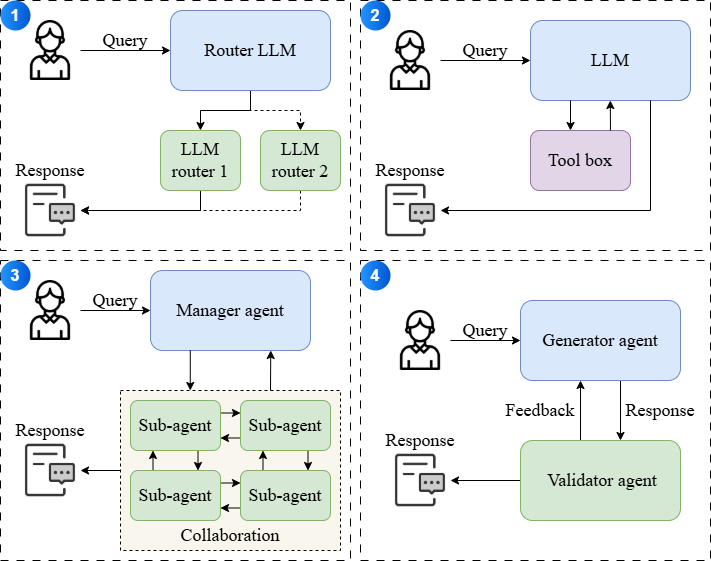 1
Query
Router LLM
LLM
router 1
LLM
router 2
Response
2
Query
LLM
Tool box
Response
3
Query
Manager agent
Sub-agent
Sub-agent
Sub-agent
Sub-agent
Collaboration
Response
4
Query
Generator agent
Feedback
Response
Validator agent
Response